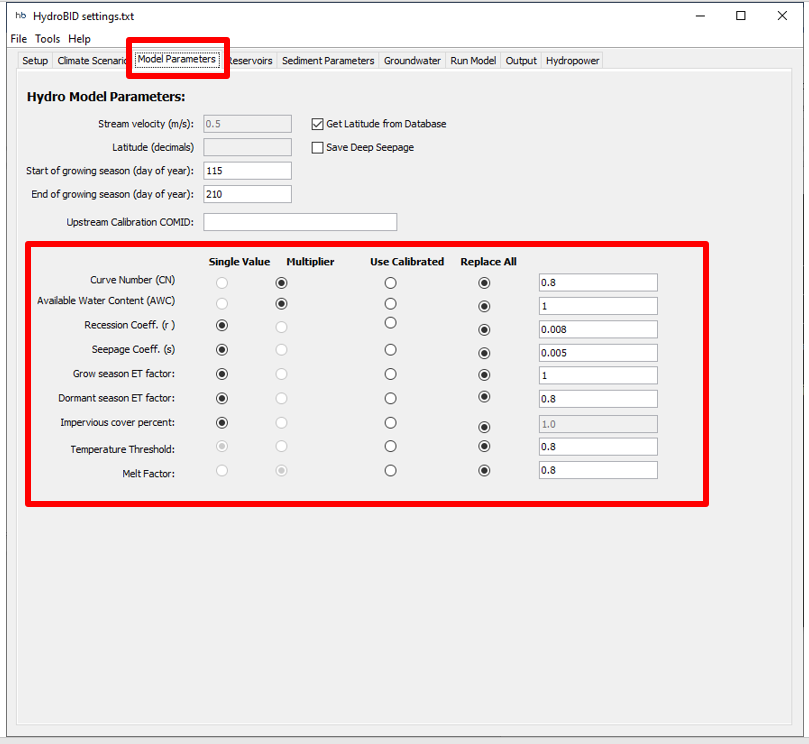 hb HydroBID settings.txt
File Tools Help
Setup Climate Scenario Model Parameters Reservoirs Sediment Parameters Groundwater Run Model Output Hydropower
Hydro Model Parameters:
Stream velocity (m/s): 0.5 Get Latitude from Database
Latitude (decimals) Save Deep Seepage
Start of growing season (day of year): 115
End of growing season (day of year): 210
Upstream Calibration COMID:
Single Value Multiplier Use Calibrated Replace All
Curve Number (CN) 0.8
Available Water Content (AWC) 1
Recession Coeff. (r ) 0.008
Seepage Coeff. (s) 0.005
Grow season ET factor: 1
Dormant season ET factor: 0.8
Impervious cover percent: 1.0
Temperature Threshold: 0.8
Melt Factor: 0.8